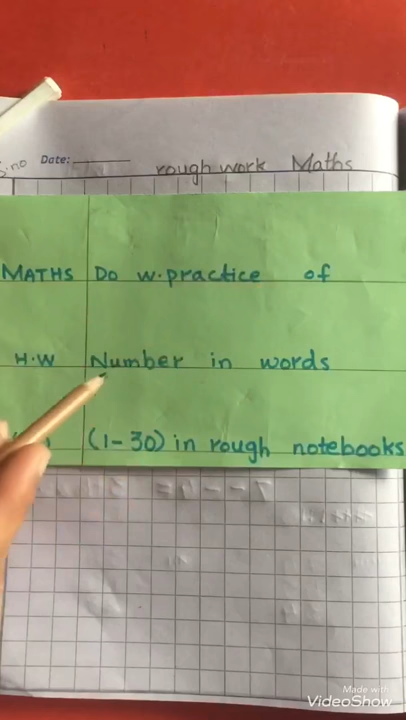 S.no Date: rough work Maths
MATHS Do w.practice of
H.W Number in words
(1-30) in rough notebooks
Made with
VideoShow